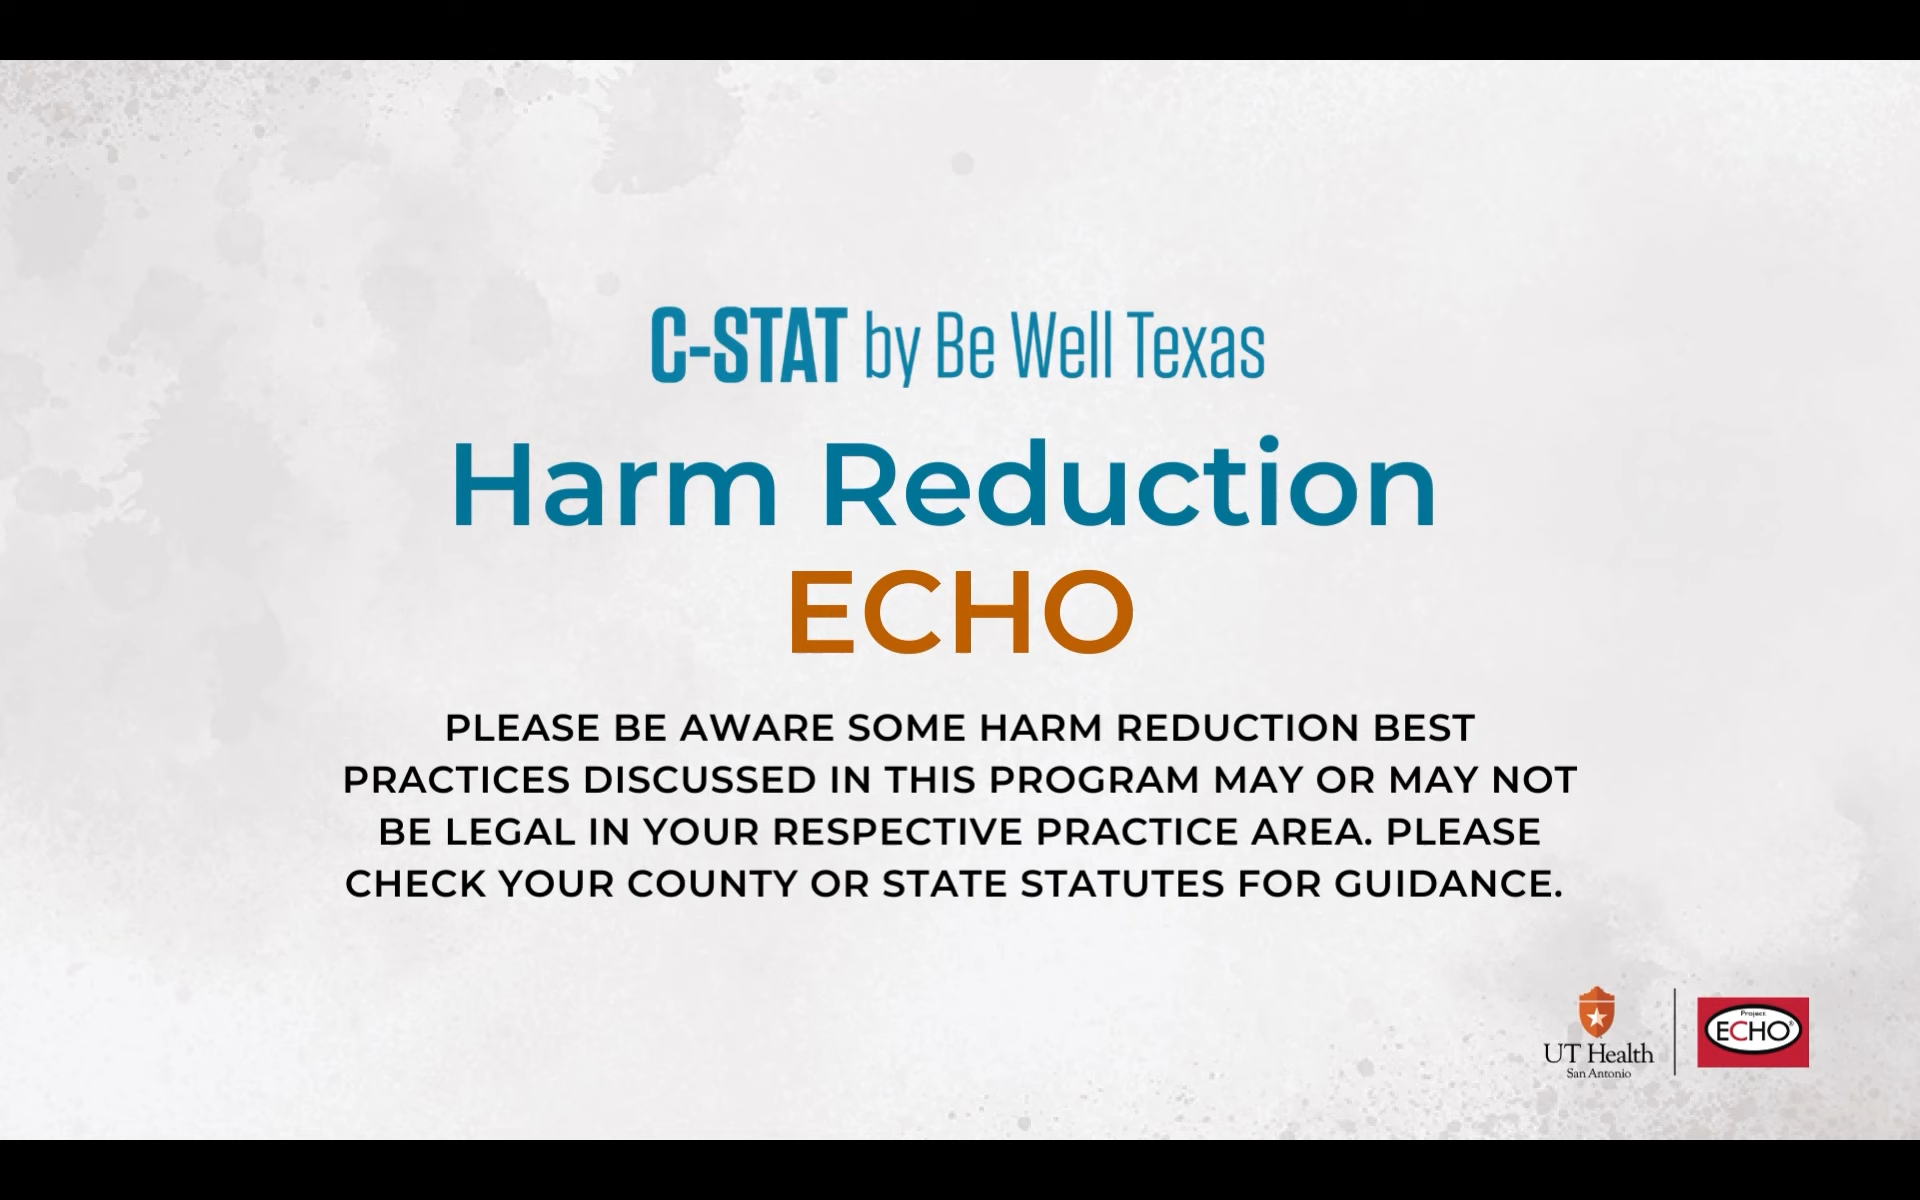 C-STAT by Be Well Texas
Harm Reduction
ECHO
PLEASE BE AWARE SOME HARM REDUCTION BEST
PRACTICES DISCUSSED IN THIS PROGRAM MAY OR MAY NOT
BE LEGAL IN YOUR RESPECTIVE PRACTICE AREA. PLEASE
CHECK YOUR COUNTY OR STATE STATUTES FOR GUIDANCE.
UT Health
San Antonio
Project
ECHO®